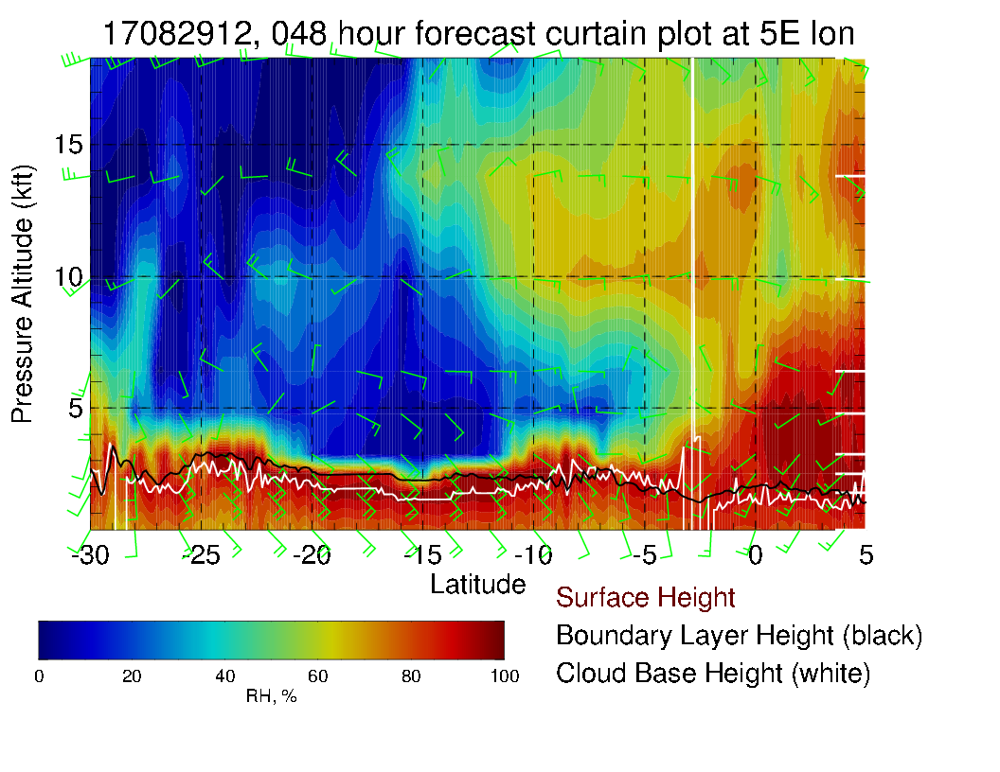 17082912, 048 hour forecast curtain plot at 5E lon
Pressure Altitude (kft)
15
10
5
-30 -25 -20 -15 -10 -5 0 5
Latitude
Surface Height
Boundary Layer Height (black)
Cloud Base Height (white)
0 20 40 60 80 100
RH, %